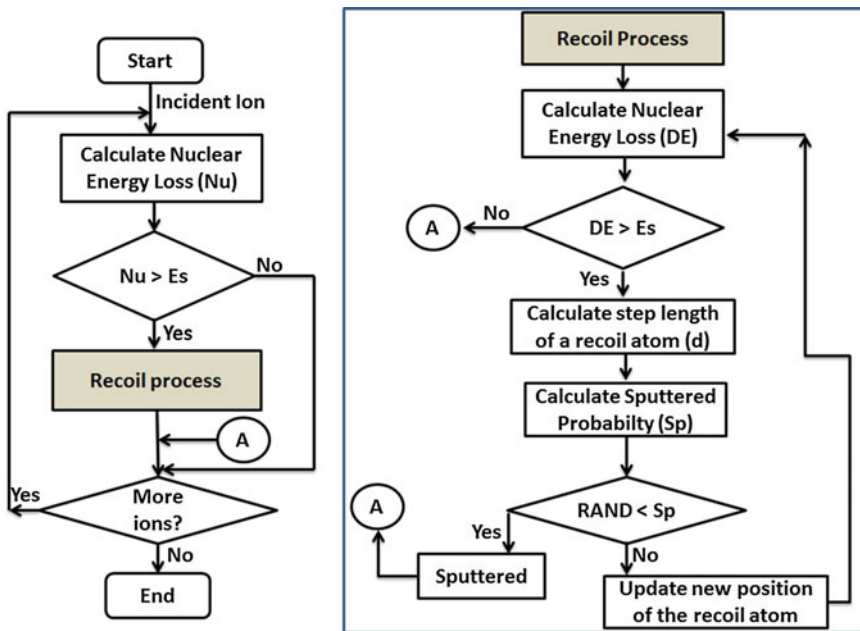 Start
Incident Ion
Calculate Nuclear
Energy Loss (Nu)
Nu > Es
No
Yes
Recoil process
A
More
ions?
Yes
No
End
Recoil Process
Calculate Nuclear
Energy Loss (DE)
DE > Es
No
A
Yes
Calculate step length
of a recoil atom (d)
Calculate Sputtered
Probabilty (Sp)
RAND < Sp
Yes
A
Sputtered
No
Update new position
of the recoil atom